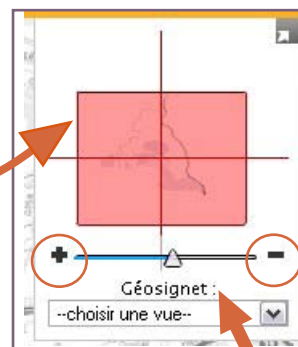 + -
Géosignet :
--choisir une vue--